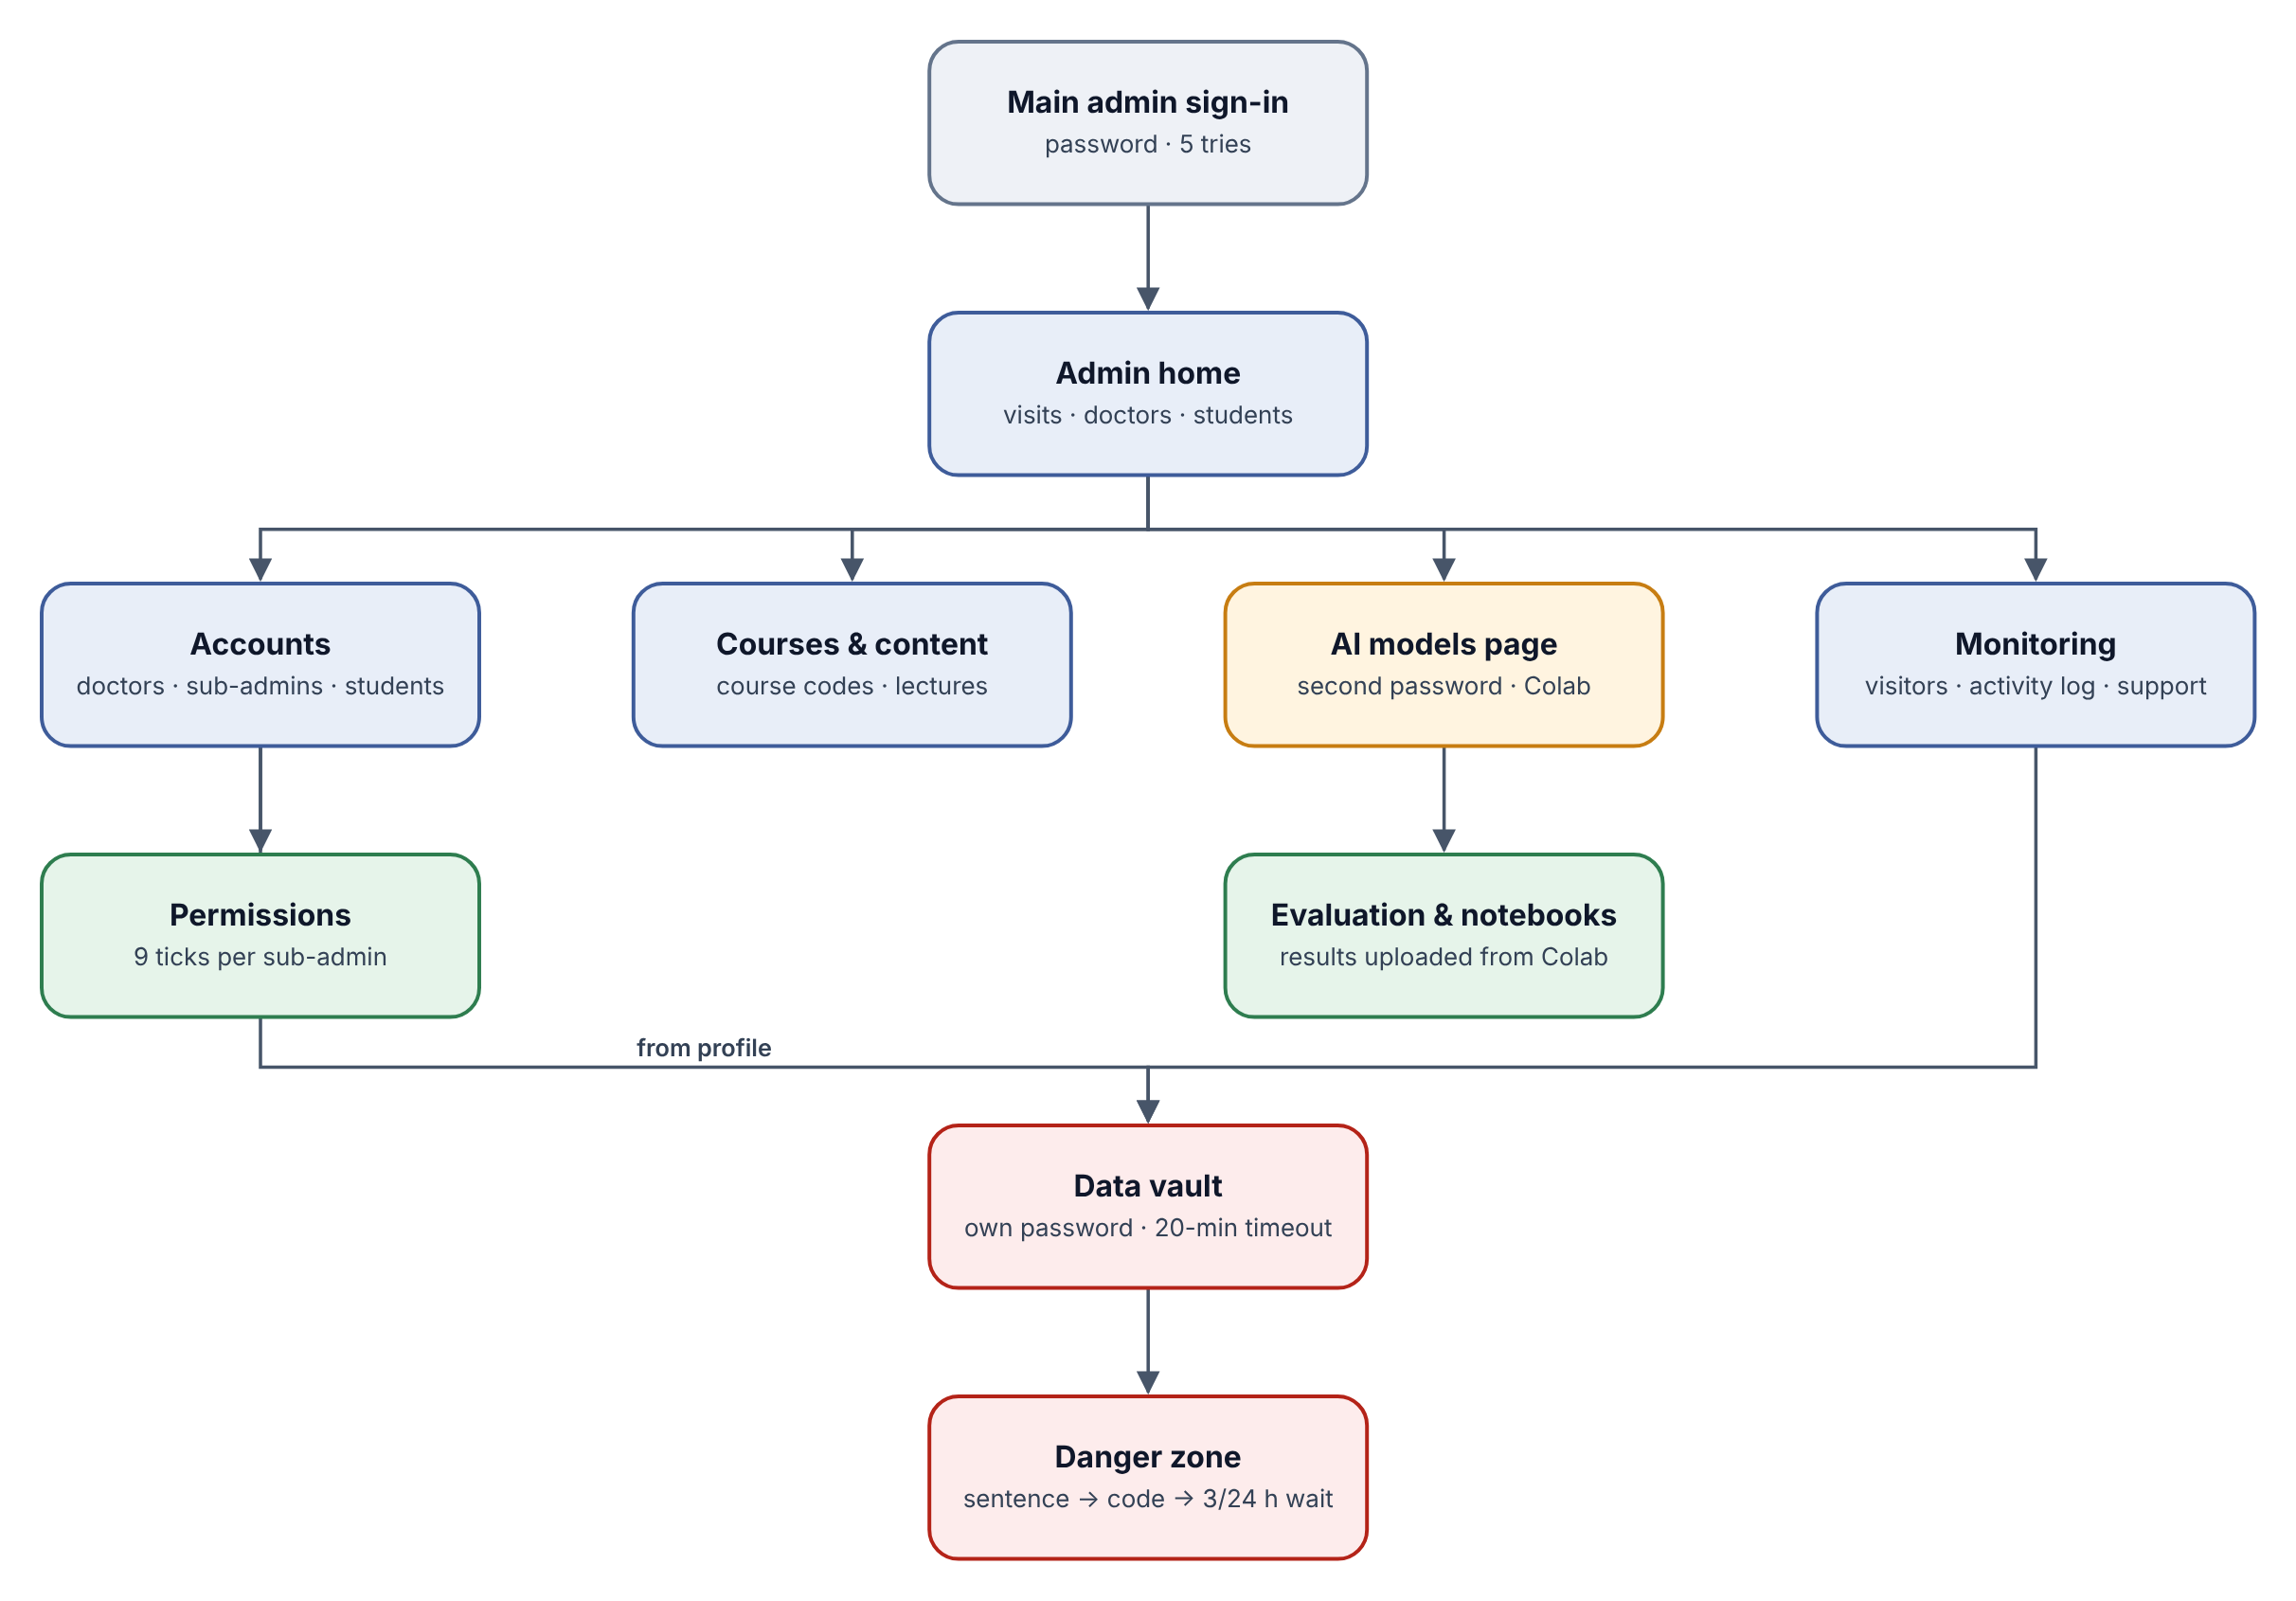 Main admin sign-in
password · 5 tries
Admin home
visits · doctors · students
Accounts
doctors · sub-admins · students
Courses & content
course codes · lectures
AI models page
second password · Colab
Monitoring
visitors · activity log · support
Permissions
9 ticks per sub-admin
Evaluation & notebooks
results uploaded from Colab
from profile
Data vault
own password · 20-min timeout
Danger zone
sentence → code → 3/24 h wait